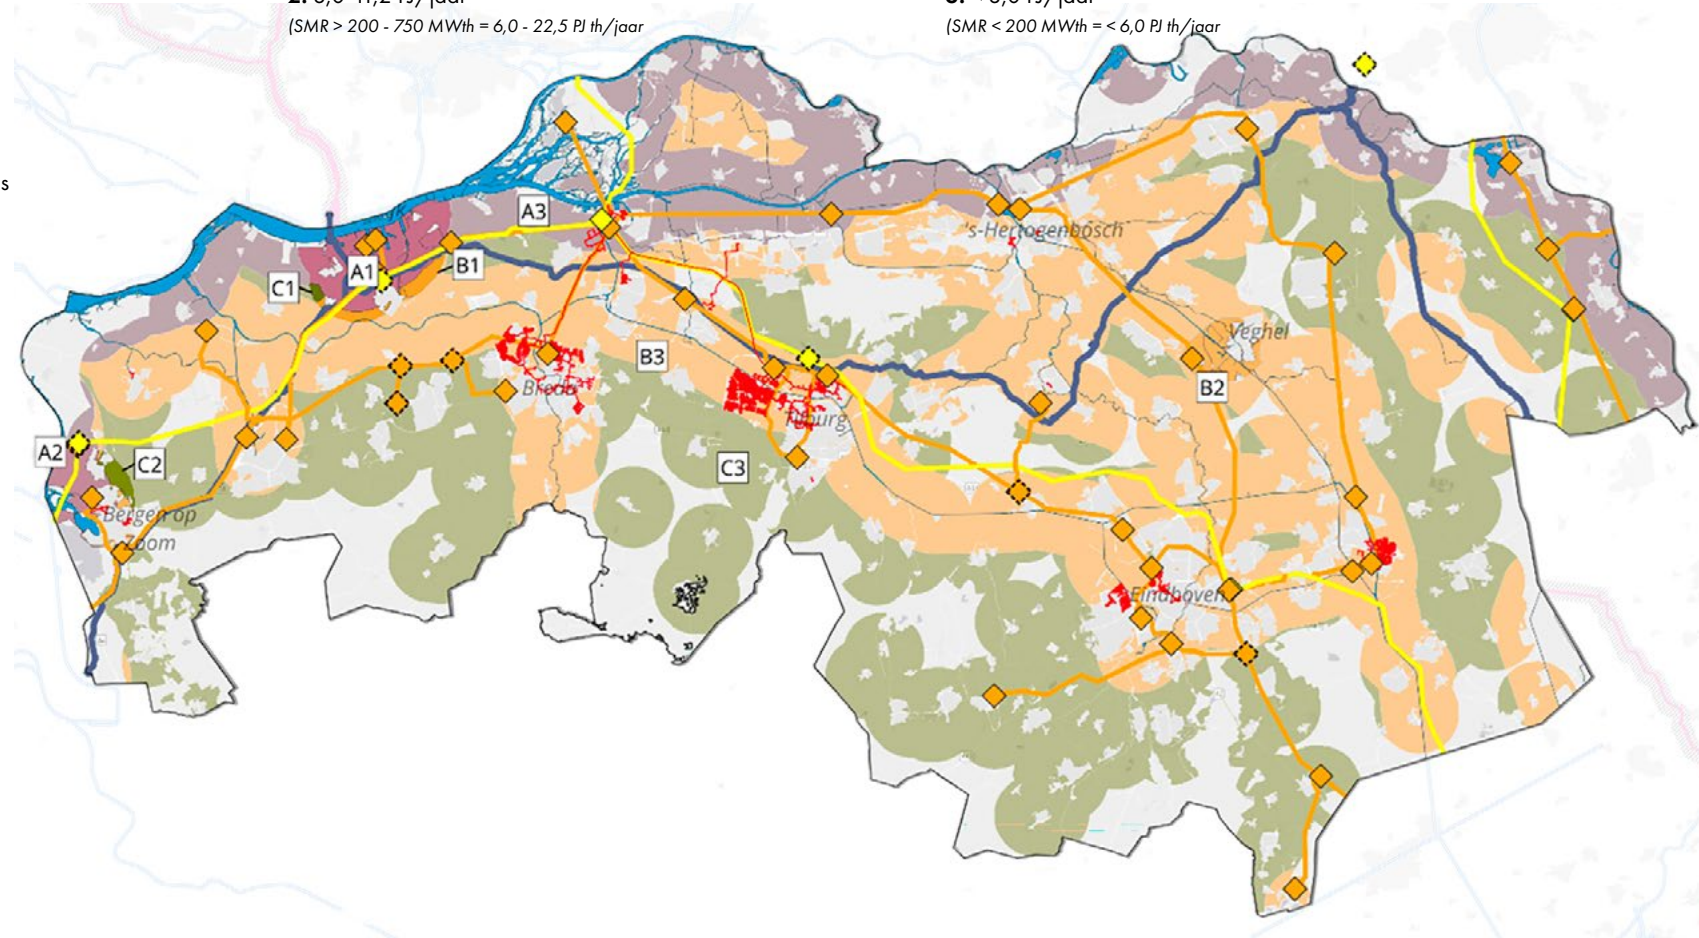 (SMR > 200 - 750 MWth = 6,0 - 22,5 PJ th/jaar
(SMR < 200 MWth = < 6,0 PJ th/jaar
s
A3
's-Hertogenbosch
A1
B1
C1
Veghel
B3
B2
Breda
Tilburg
A2
C2
C3
Bergen op
Zoom
Eindhoven